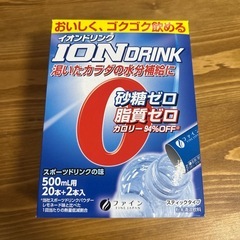 おいしく、ゴクゴク飲める
イオンドリンク
ION DRINK
渇いたカラダの水分補給に
0
砂糖ゼロ
脂質ゼロ
カロリー94%OFF
スポーツドリンクの味
500mL用
20本+2本入
ファイン
スティックタイプ